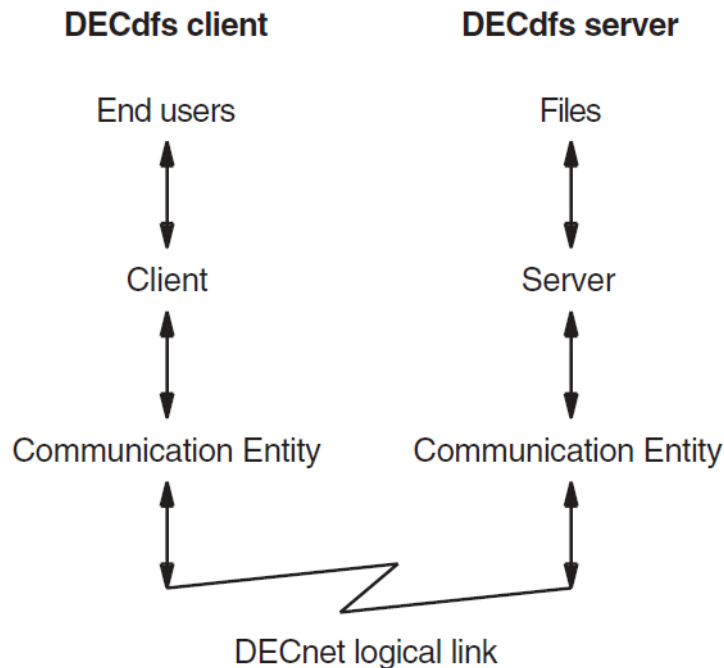 DECdfs client
DECdfs server
End users
Files
Client
Server
Communication Entity
Communication Entity
DECnet logical link